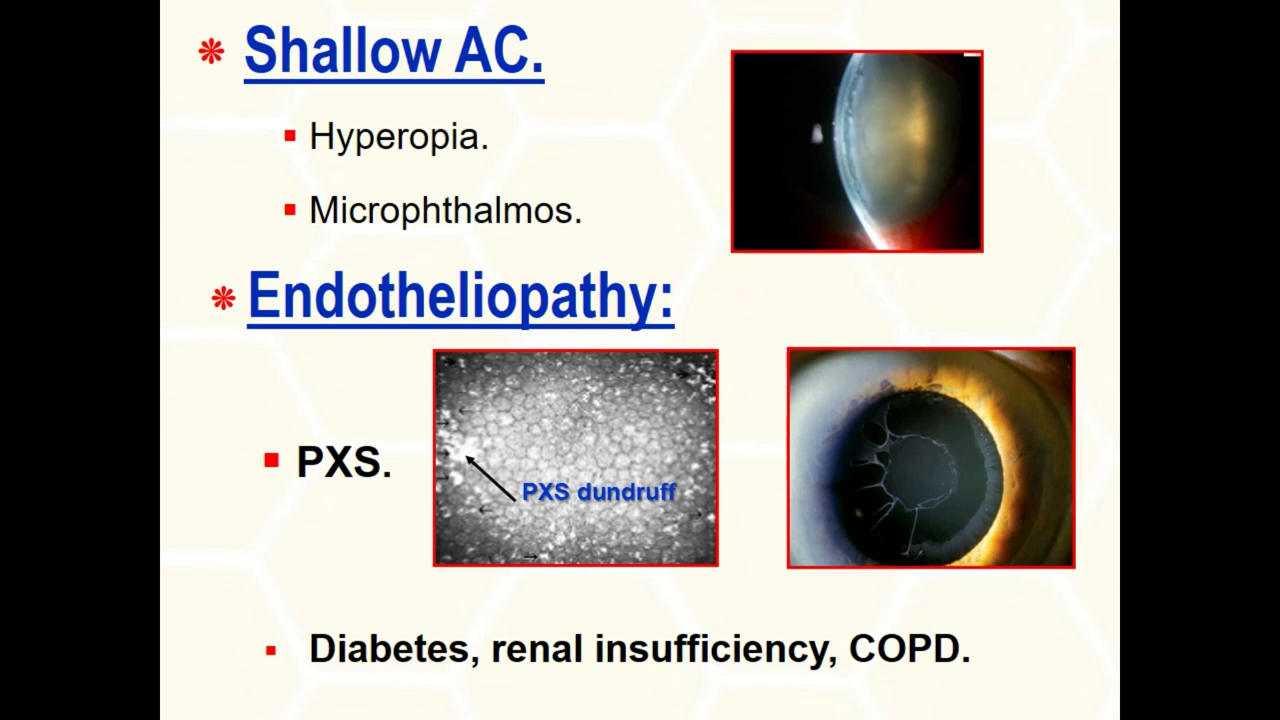 Shallow AC.
Hyperopia.
Microphthalmos.
Endotheliopathy:
PXS.
PXS dundruff
Diabetes, renal insufficiency, COPD.